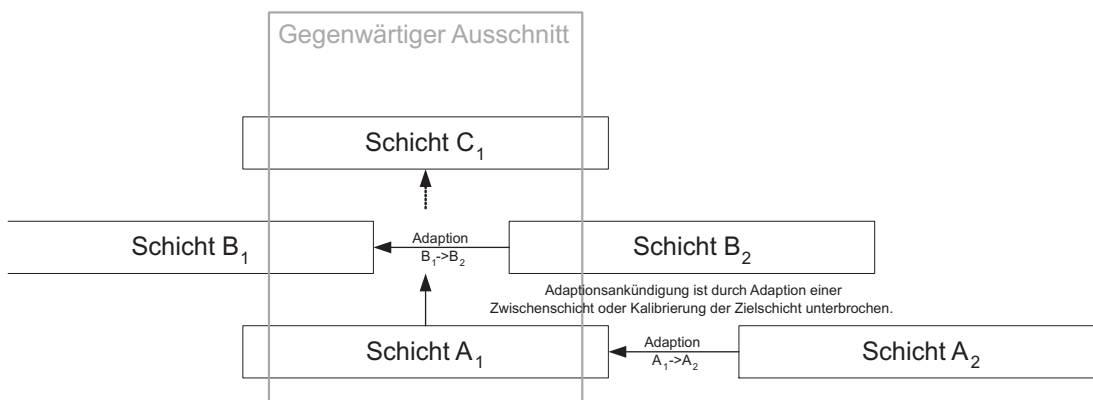 Gegenwärtiger Ausschnitt
Schicht C1
Schicht B1
Adaption
B1->B2
Schicht B2
Adaptionsankündigung ist durch Adaption einer
Zwischenschicht oder Kalibrierung der Zielschicht unterbrochen.
Schicht A1
Adaption
A1->A2
Schicht A2